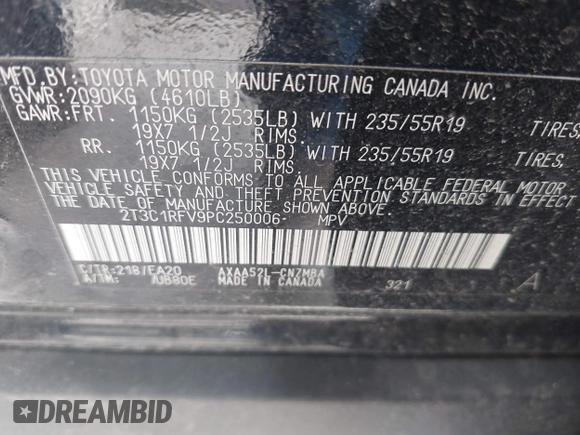 MFD.BY:TOYOTA MOTOR MANUFACTURING CANADA INC.
GVWR:2090KG (4610LB)
GAWR:FRT. 1150KG (2535LB) WITH 235/55R19 TIRES,
19X7 1/2J RIMS.
RR. 1150KG (2535LB) WITH 235/55R19 TIRES,
19X7 1/2J RIMS.
THIS VEHICLE CONFORMS TO ALL APPLICABLE FEDERAL MOTOR
VEHICLE SAFETY AND THEFT PREVENTION STANDARDS IN EFFECT
THE DATE OF MANUFACTURE SHOWN ABOVE.
2T3C1RFV9PC250006 MPV
C/TR:218/EA20 AXAA52L-CNZMBA
A/TM: /UB80E MADE IN CANADA 321 A
DREAMBID